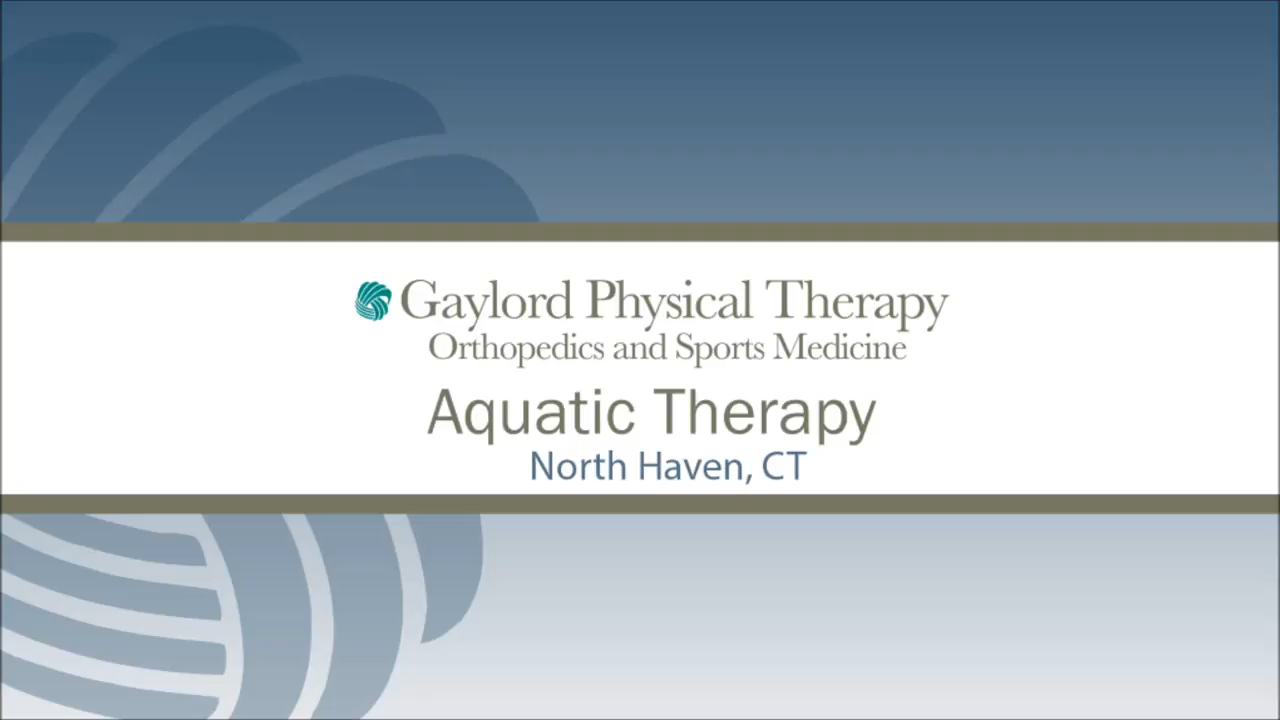 Gaylord Physical Therapy
Orthopedics and Sports Medicine
Aquatic Therapy
North Haven, CT